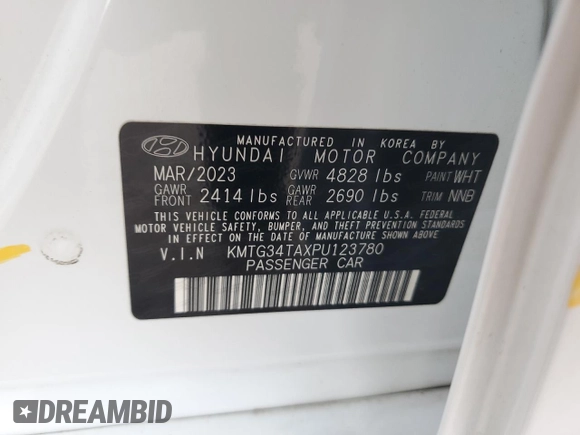 MANUFACTURED IN KOREA BY
HYUNDAI MOTOR COMPANY
MAR/2023 GVWR 4828 lbs PAINT WHT
GAWR FRONT 2414 lbs GAWR REAR 2690 lbs TRIM NNB
THIS VEHICLE CONFORMS TO ALL APPLICABLE U.S.A. FEDERAL
MOTOR VEHICLE SAFETY, BUMPER, AND THEFT PREVENTION STANDARDS
IN EFFECT ON THE DATE OF MANUFACTURE SHOWN ABOVE.
V.I.N KMTG34TAXPU123780
PASSENGER CAR
DREAMBID